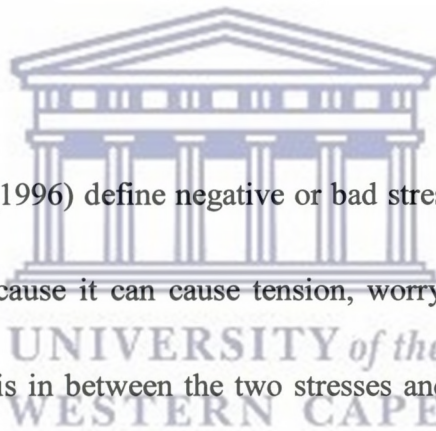 1996) define negative or bad stres
cause it can cause tension, worry
UNIVERSITY of the
is in between the two stresses and
WESTERN CAPE